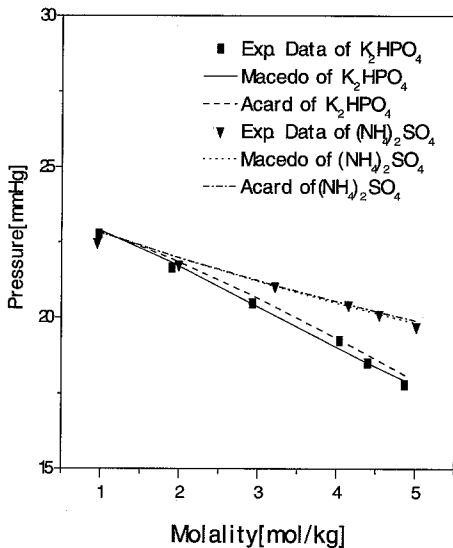 30
Exp. Data of K2HPO4
Macedo of K2HPO4
Acard of K2HPO4
Exp. Data of (NH4)2SO4
Macedo of (NH4)2SO4
Acard of(NH4)2SO4
25
Pressure[mmHg]
20
15
1 2 3 4 5
Molality[mol/kg]